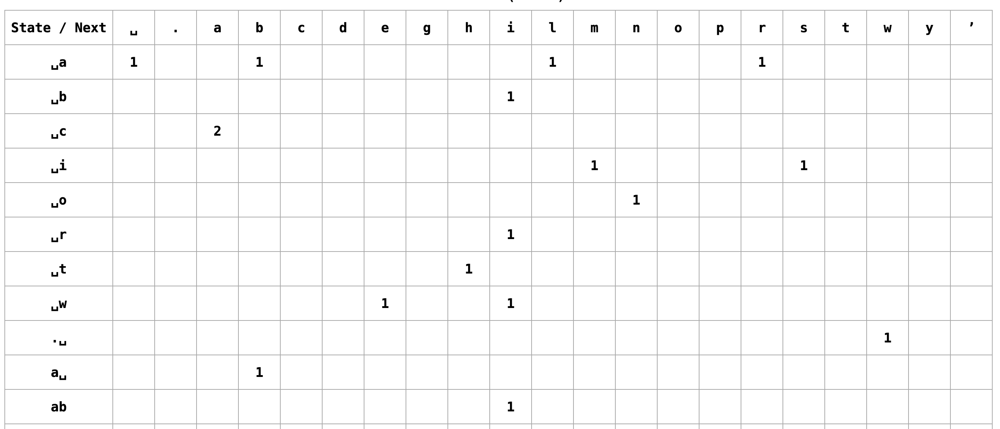 State / Next ␣ . a b c d e g h i l m n o p r s t w y ’
␣a 1 1 1 1
␣b 1
␣c 2
␣i 1 1
␣o 1
␣r 1
␣t 1
␣w 1 1
.␣ 1
a␣ 1
ab 1